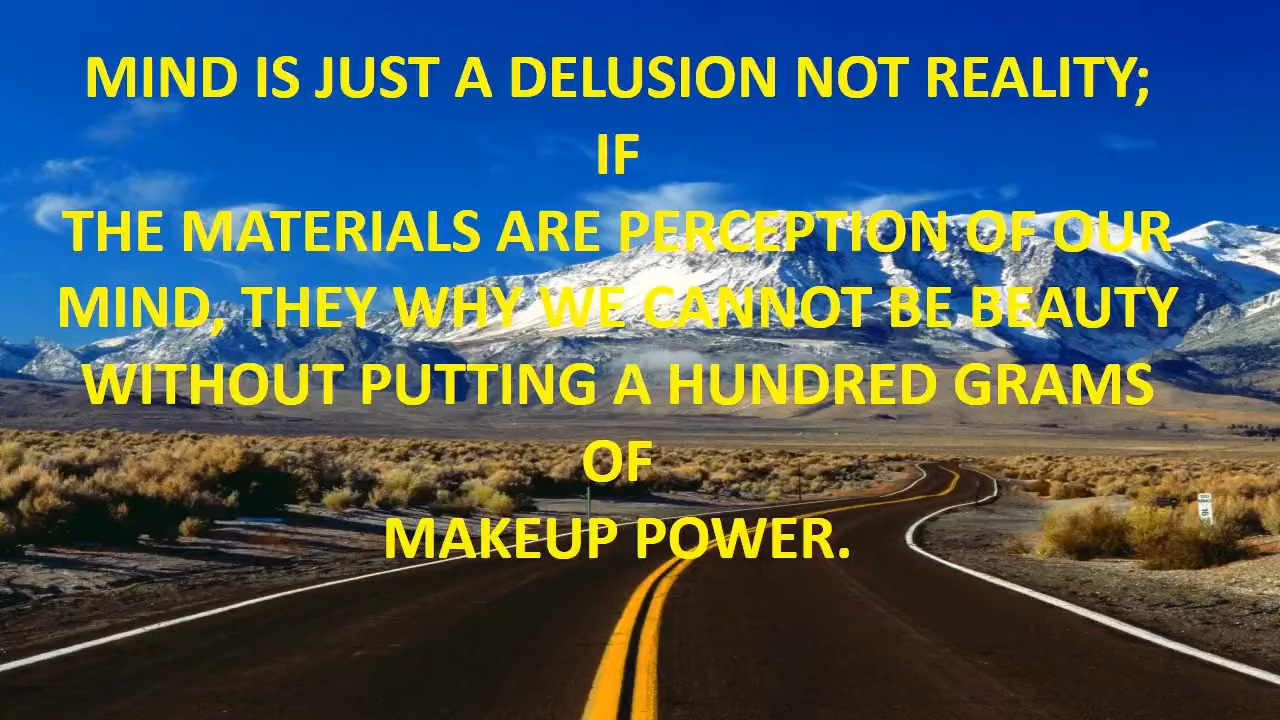 MIND IS JUST A DELUSION NOT REALITY;
IF
THE MATERIALS ARE PERCEPTION OF OUR
MIND, THEY WHY WE CANNOT BE BEAUTY
WITHOUT PUTTING A HUNDRED GRAMS
OF
MAKEUP POWER.